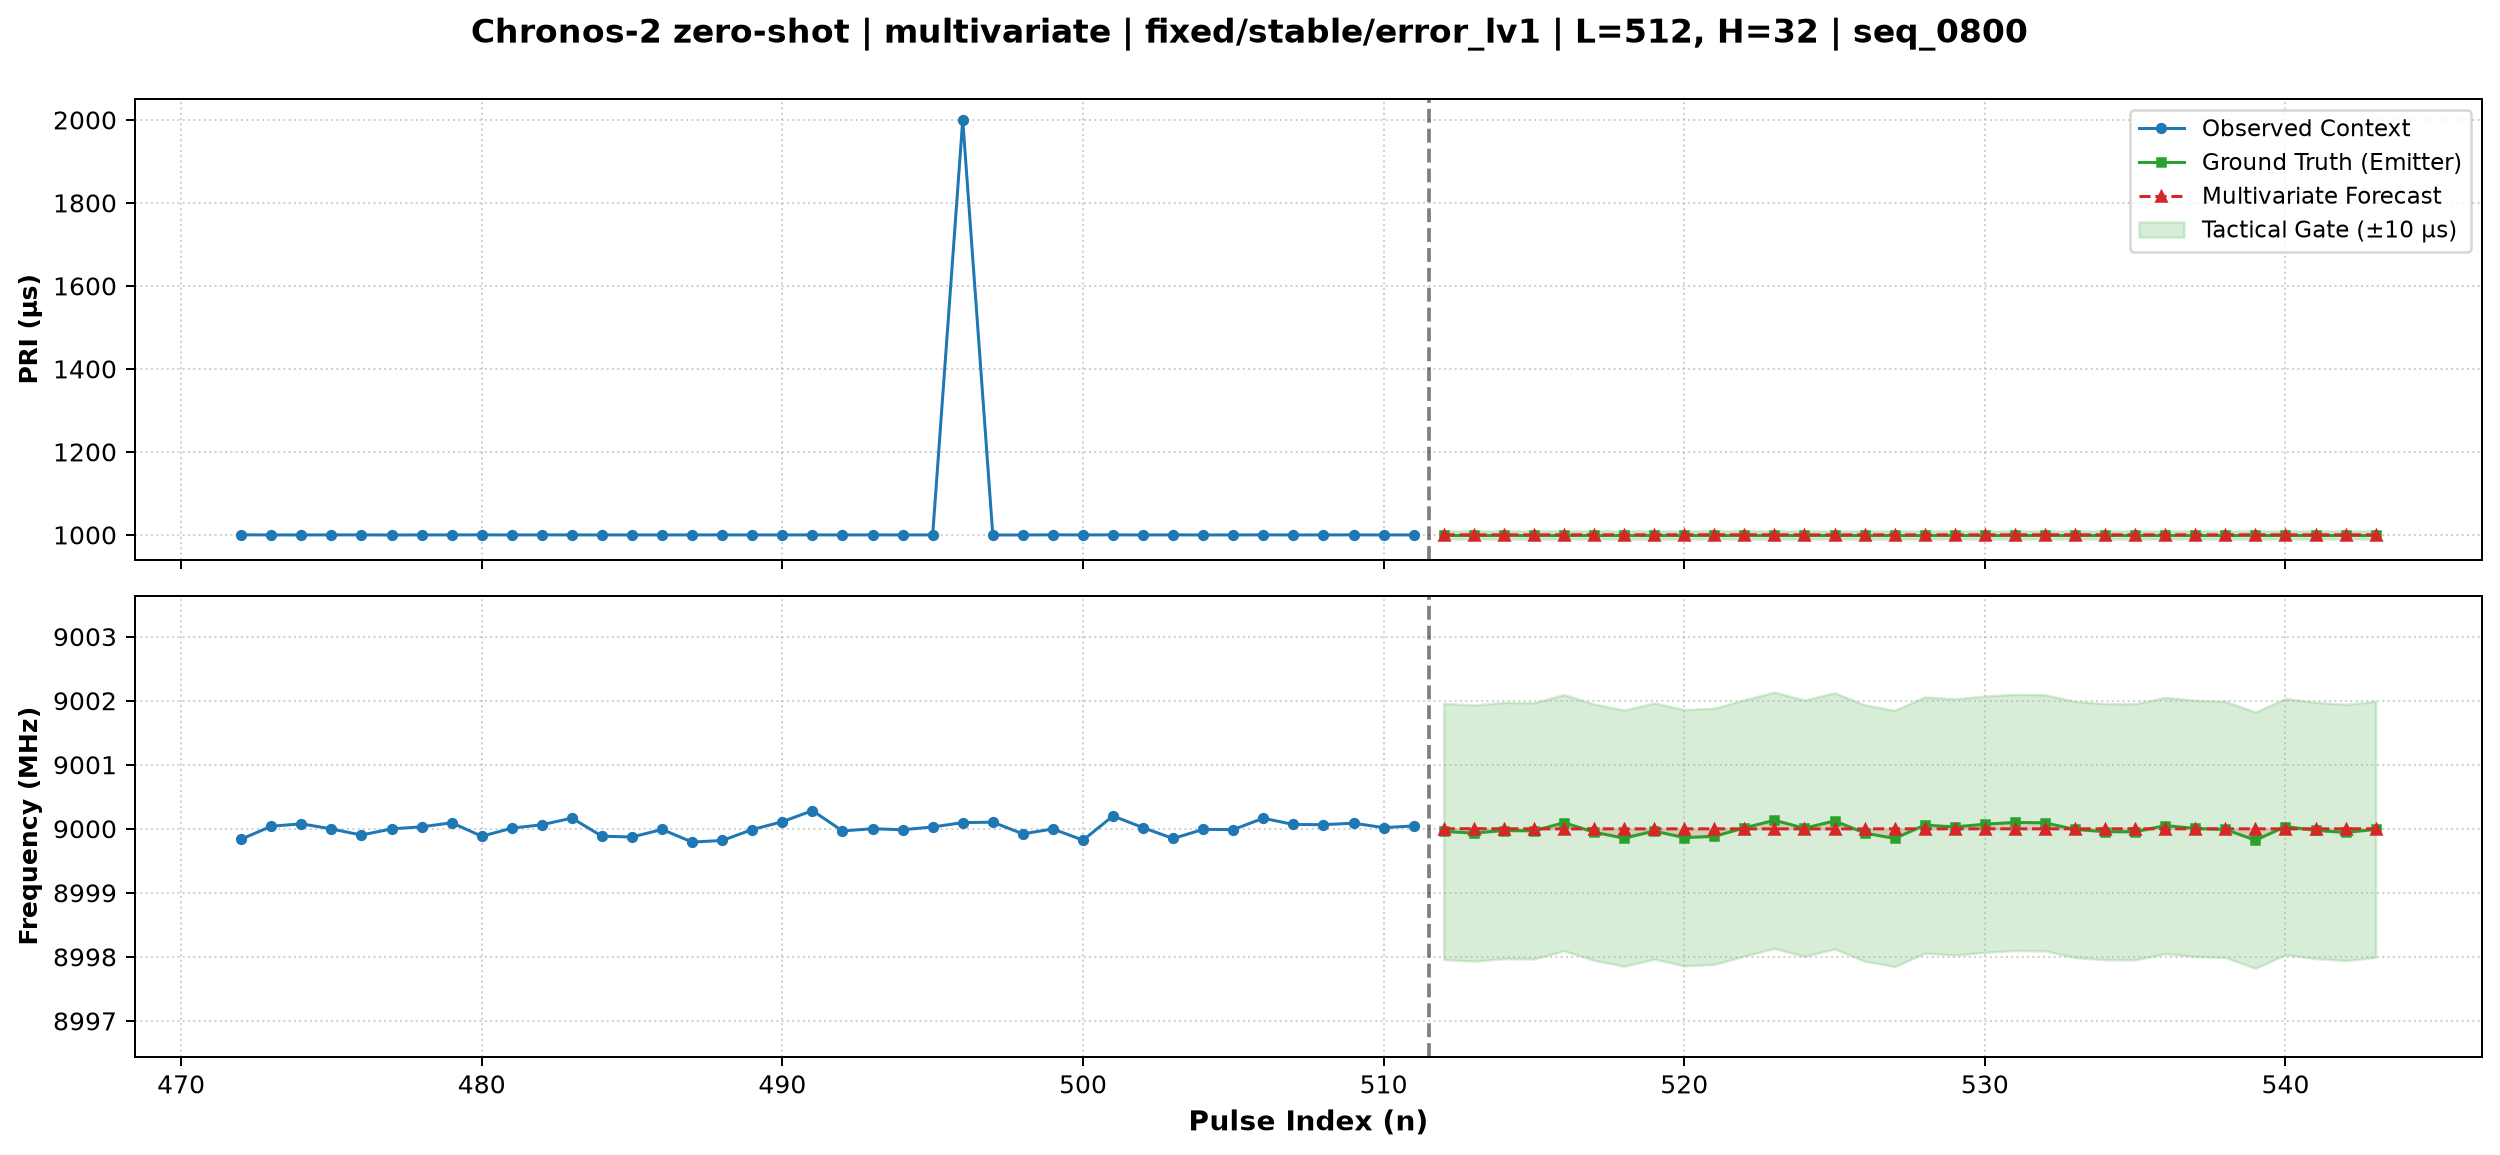 Chronos-2 zero-shot | multivariate | fixed/stable/error_lv1 | L=512, H=32 | seq_0800
2000
1800
1600
1400
1200
1000
PRI (µs)
Observed Context
Ground Truth (Emitter)
Multivariate Forecast
Tactical Gate (±10 µs)
9003
9002
9001
9000
8999
8998
8997
Frequency (MHz)
470 480 490 500 510 520 530 540
Pulse Index (n)